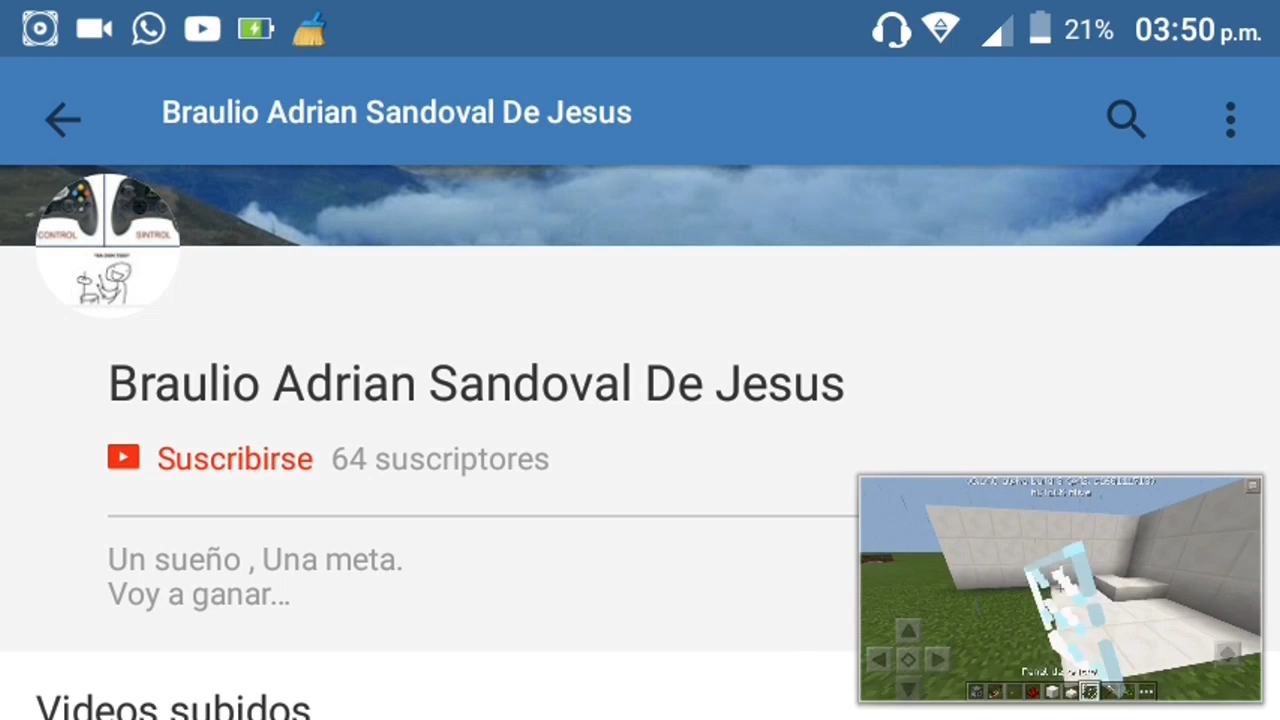 21% 03:50 p.m.
Braulio Adrian Sandoval De Jesus
CONTROL SINTROL
Braulio Adrian Sandoval De Jesus
Suscribirse 64 suscriptores
Un sueño , Una meta.
Voy a ganar...
Videos subidos